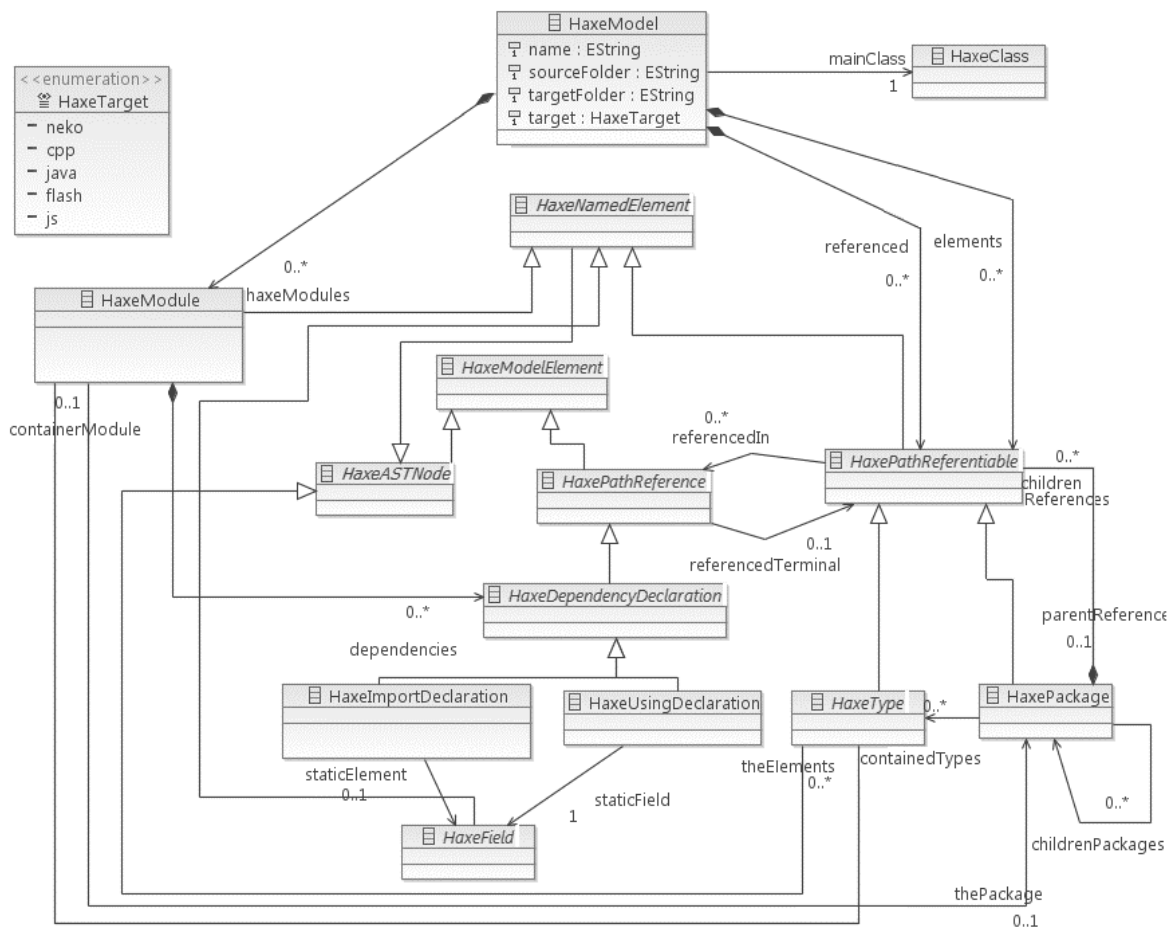 HaxeModel
name : EString
sourceFolder : EString
targetFolder : EString
target : HaxeTarget
mainClass
1
HaxeClass
<<enumeration>>
HaxeTarget
neko
cpp
java
flash
js
HaxeNamedElement
referenced
0..*
elements
0..*
0..*
haxeModules
HaxeModule
HaxeModelElement
0..1
containerModule
0..*
referencedIn
HaxeASTNode
HaxePathReference
HaxePathReferentiable
0..*
children
References
0..1
referencedTerminal
HaxeDependencyDeclaration
0..*
dependencies
parentReference
0..1
HaxeImportDeclaration
HaxeUsingDeclaration
HaxeType
0..*
HaxePackage
containedTypes
theElements
0..*
staticElement
0..1
staticField
1
HaxeField
0..*
childrenPackages
thePackage
0..1